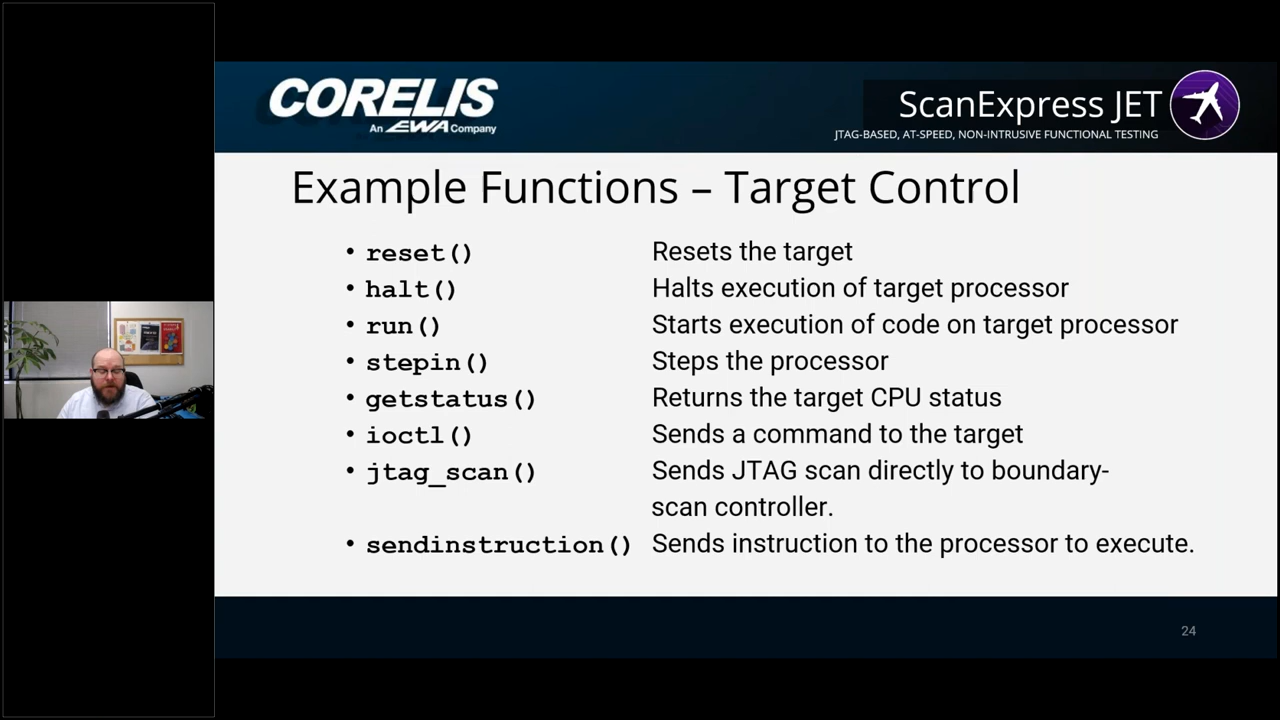 CORELIS
An EWA Company
ScanExpress JET
JTAG-BASED, AT-SPEED, NON-INTRUSIVE FUNCTIONAL TESTING
Example Functions – Target Control
• reset() Resets the target
• halt() Halts execution of target processor
• run() Starts execution of code on target processor
• stepin() Steps the processor
• getstatus() Returns the target CPU status
• ioctl() Sends a command to the target
• jtag_scan() Sends JTAG scan directly to boundary-
scan controller.
• sendinstruction() Sends instruction to the processor to execute.
24